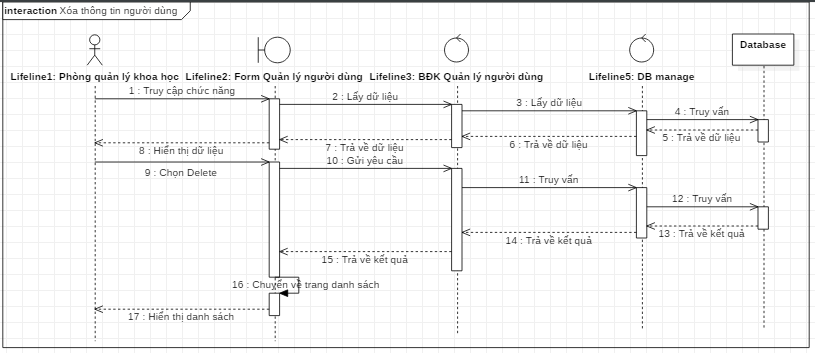 interaction Xóa thông tin người dùng
Database
Lifeline1: Phòng quản lý khoa học
Lifeline2: Form Quản lý người dùng
Lifeline3: BĐK Quản lý người dùng
Lifeline5: DB manage
1 : Truy cập chức năng
2 : Lấy dữ liệu
3 : Lấy dữ liệu
4 : Truy vấn
5 : Trả về dữ liệu
6 : Trả về dữ liệu
7 : Trả về dữ liệu
8 : Hiển thị dữ liệu
9 : Chọn Delete
10 : Gửi yêu cầu
11 : Truy vấn
12 : Truy vấn
13 : Trả về kết quả
14 : Trả về kết quả
15 : Trả về kết quả
16 : Chuyển về trang danh sách
17 : Hiển thị danh sách